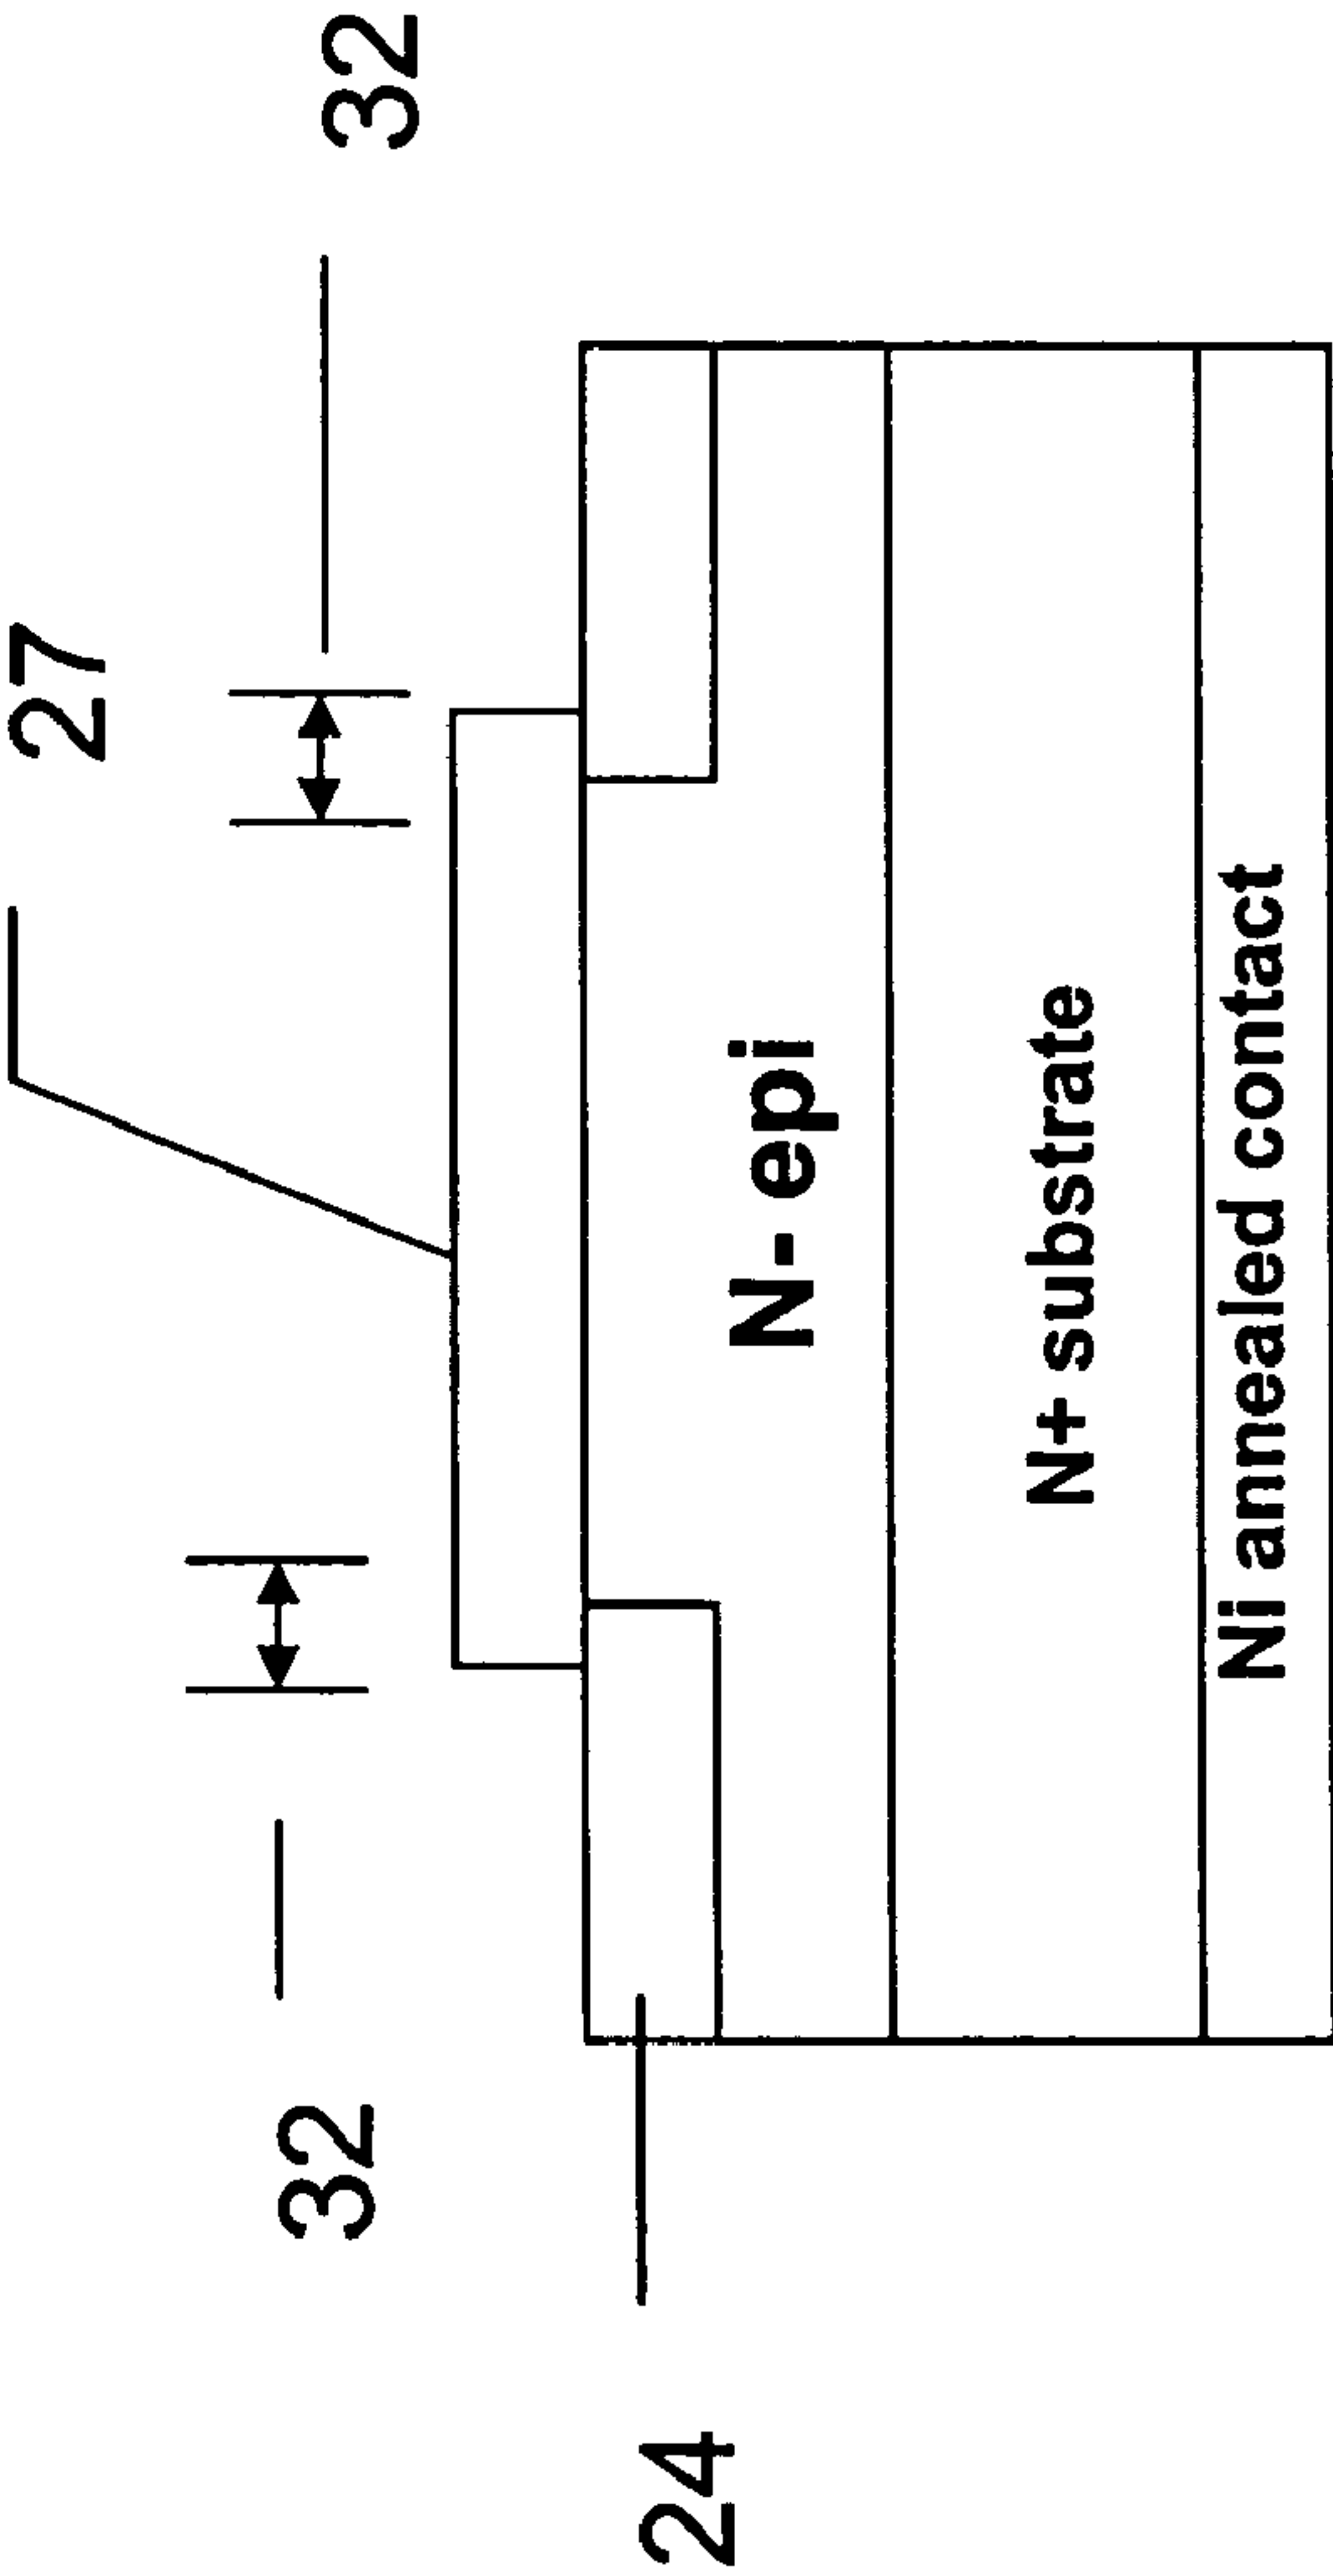 27
32
32
24
N- epi
N+ substrate
Ni annealed contact